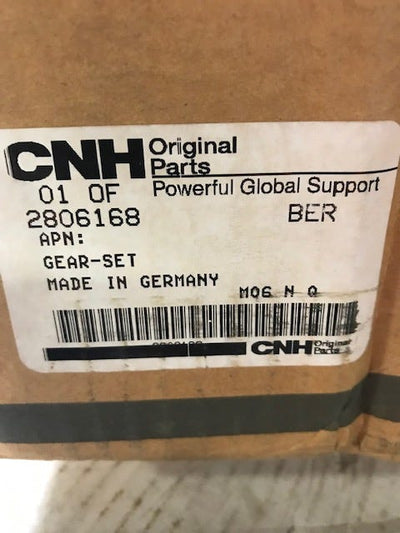 CNH Original Parts
Powerful Global Support
01 OF
2806168 BER
APN:
GEAR-SET
MADE IN GERMANY
MQ6 N Q
CNH Original Parts